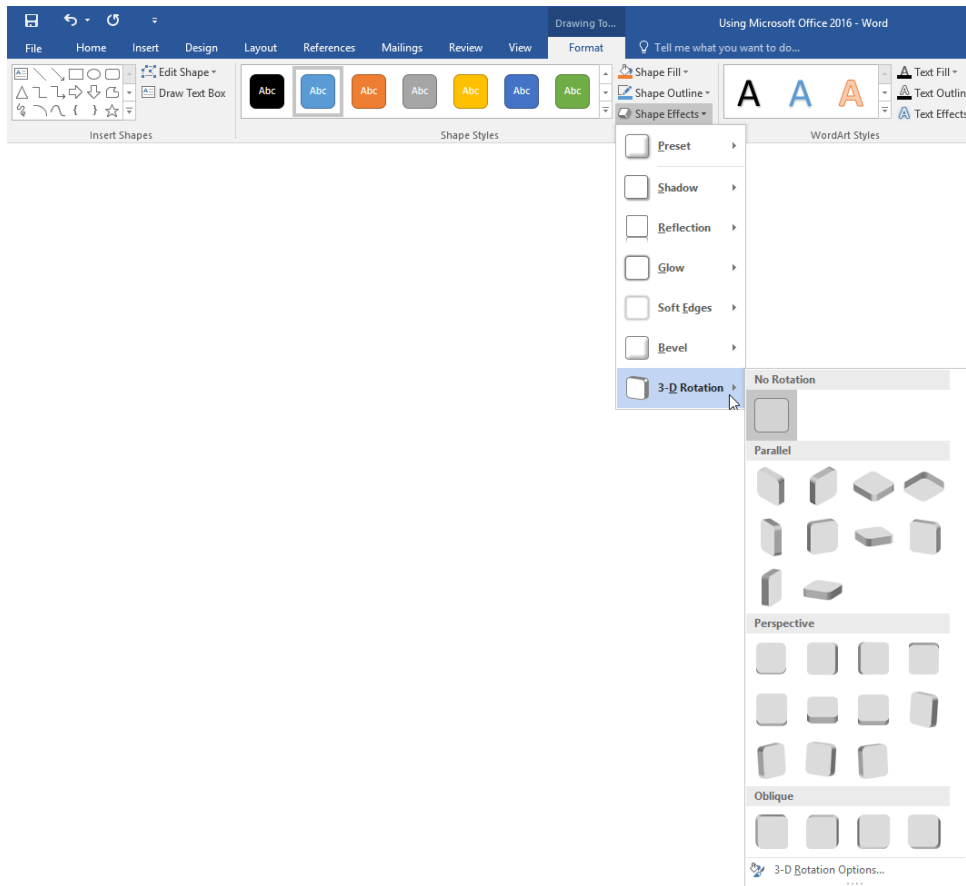 Drawing To...
Using Microsoft Office 2016 - Word
File Home Insert Design Layout References Mailings Review View Format Tell me what you want to do...
Edit Shape
Draw Text Box
Insert Shapes
Abc Abc Abc Abc Abc Abc Abc
Shape Styles
Shape Fill
Shape Outline
Shape Effects
A A A
WordArt Styles
A Text Fill
A Text Outlin
A Text Effects
Preset
Shadow
Reflection
Glow
Soft Edges
Bevel
3-D Rotation
No Rotation
Parallel
Perspective
Oblique
3-D Rotation Options...